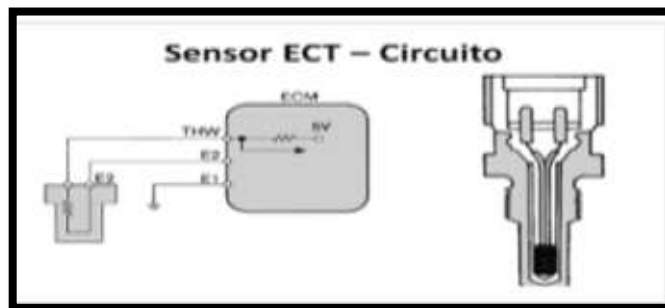 Sensor ECT – Circuito
ECM
THW
5V
E2
E2
E1